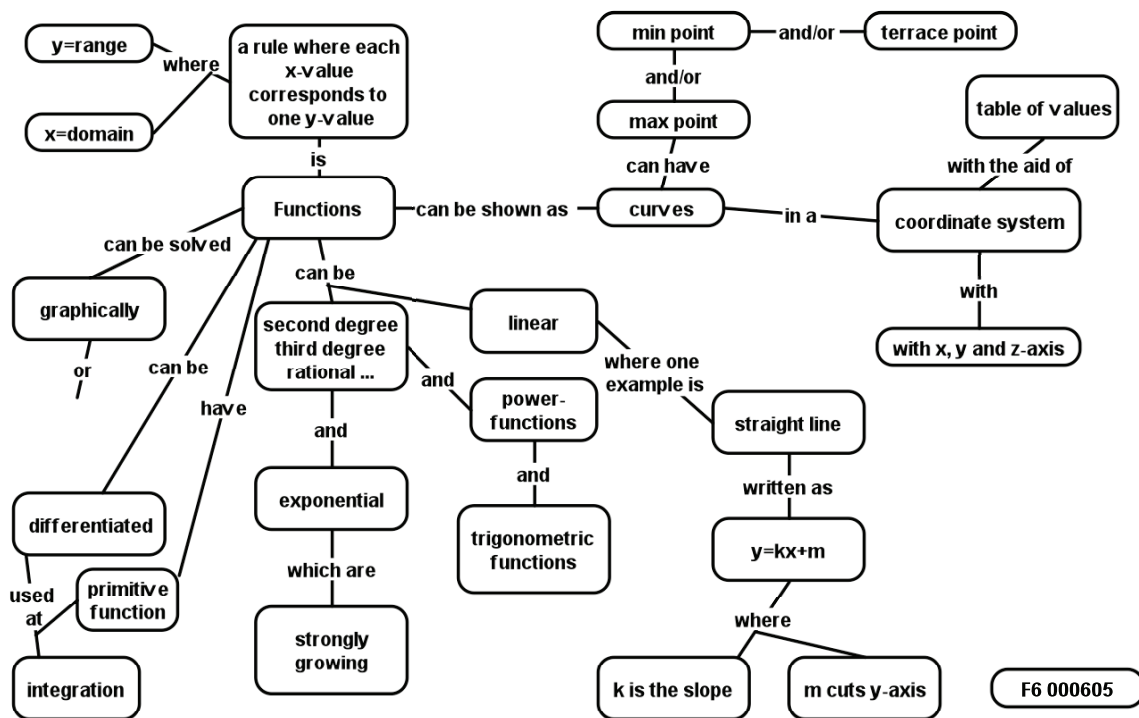 y=range
where
x=domain
a rule where each
x-value
corresponds to
one y-value
is
Functions
can be shown as
curves
can have
max point
and/or
min point
and/or
terrace point
in a
coordinate system
with the aid of
table of values
with
with x, y and z-axis
can be solved
graphically
or
can be
differentiated
used
at
integration
have
primitive
function
can be
second degree
third degree
rational ...
and
exponential
which are
strongly
growing
and
power-
functions
and
trigonometric
functions
linear
where one
example is
straight line
written as
y=kx+m
where
k is the slope
m cuts y-axis
F6 000605